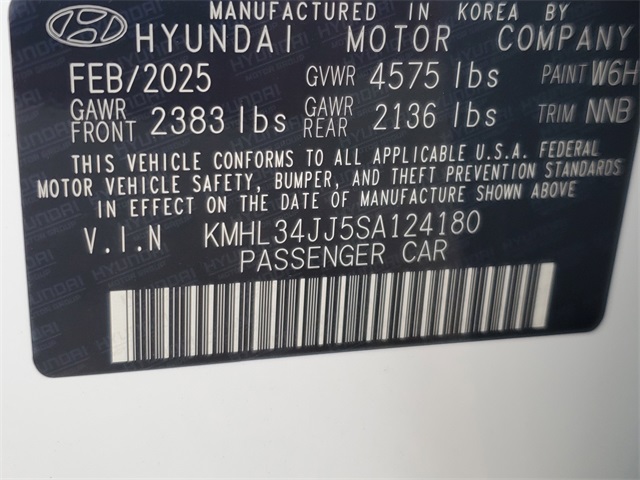 MANUFACTURED IN KOREA BY
HYUNDAI MOTOR COMPANY
FEB/2025 GVWR 4575 lbs PAINT W6H
GAWR FRONT 2383 lbs GAWR REAR 2136 lbs TRIM NNB
THIS VEHICLE CONFORMS TO ALL APPLICABLE U.S.A. FEDERAL
MOTOR VEHICLE SAFETY, BUMPER, AND THEFT PREVENTION STANDARDS
IN EFFECT ON THE DATE OF MANUFACTURE SHOWN ABOVE
V.I.N KMHL34JJ5SA124180
PASSENGER CAR